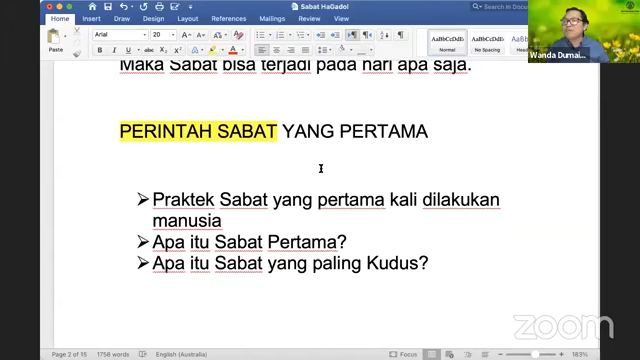 Sabat HaGadol
Home
Insert
Draw
Design
Layout
References
Mailings
Share
Paste
Arial
20
AaBbCcDdEe
AaBbCcDdEe
Normal
No Spacing
Wanda Dumai...
Maka Sabat bisa terjadi pada hari apa saja.
PERINTAH SABAT YANG PERTAMA
Praktek Sabat yang pertama kali dilakukan
manusia
Apa itu Sabat Pertama?
Apa itu Sabat yang paling Kudus?
zoom
Page 2 of 15
1758 words
English (Australia)
Focus
183%